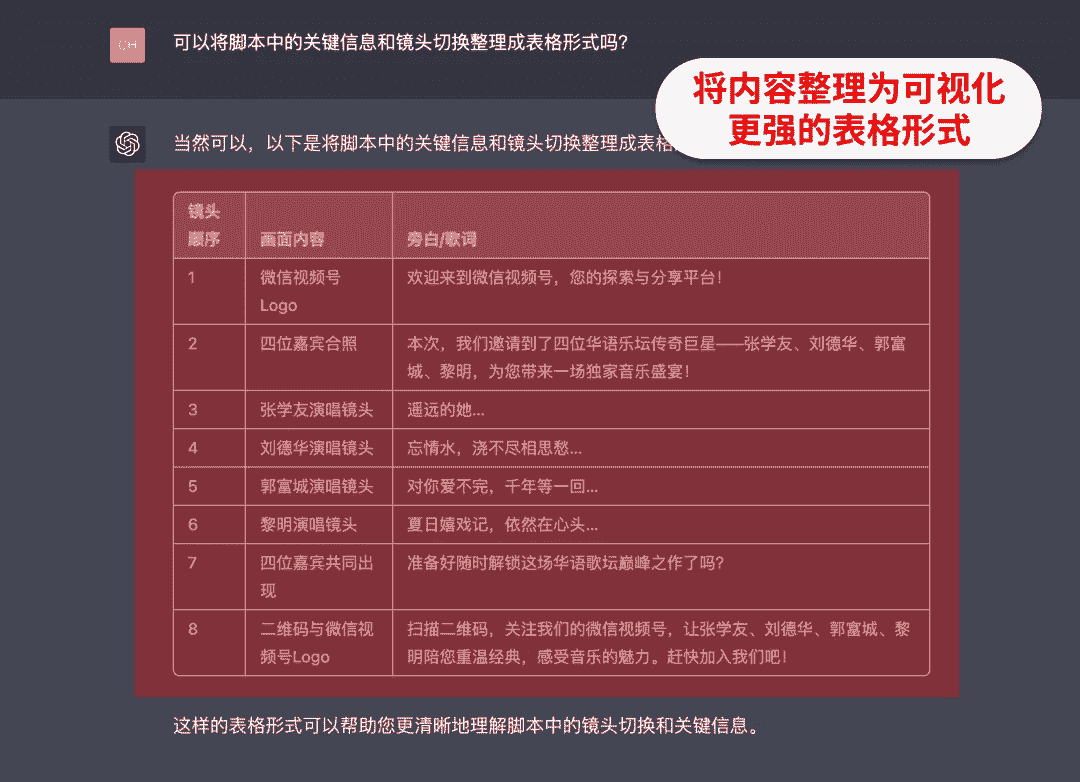 CH
可以将脚本中的关键信息和镜头切换整理成表格形式吗?
将内容整理为可视化
更强的表格形式
当然可以，以下是将脚本中的关键信息和镜头切换整理成表格
镜头
顺序
画面内容
旁白/歌词
1
微信视频号
Logo
欢迎来到微信视频号，您的探索与分享平台！
2
四位嘉宾合照
本次，我们邀请到了四位华语乐坛传奇巨星——张学友、刘德华、郭富
城、黎明，为您带来一场独家音乐盛宴！
3
张学友演唱镜头
遥远的她...
4
刘德华演唱镜头
忘情水，浇不尽相思愁...
5
郭富城演唱镜头
对你爱不完，千年等一回...
6
黎明演唱镜头
夏日嬉戏记，依然在心头...
7
四位嘉宾共同出
现
准备好随时解锁这场华语歌坛巅峰之作了吗?
8
二维码与微信视
频号Logo
扫描二维码，关注我们的微信视频号，让张学友、刘德华、郭富城、黎
明陪您重温经典，感受音乐的魅力。赶快加入我们吧！
这样的表格形式可以帮助您更清晰地理解脚本中的镜头切换和关键信息。